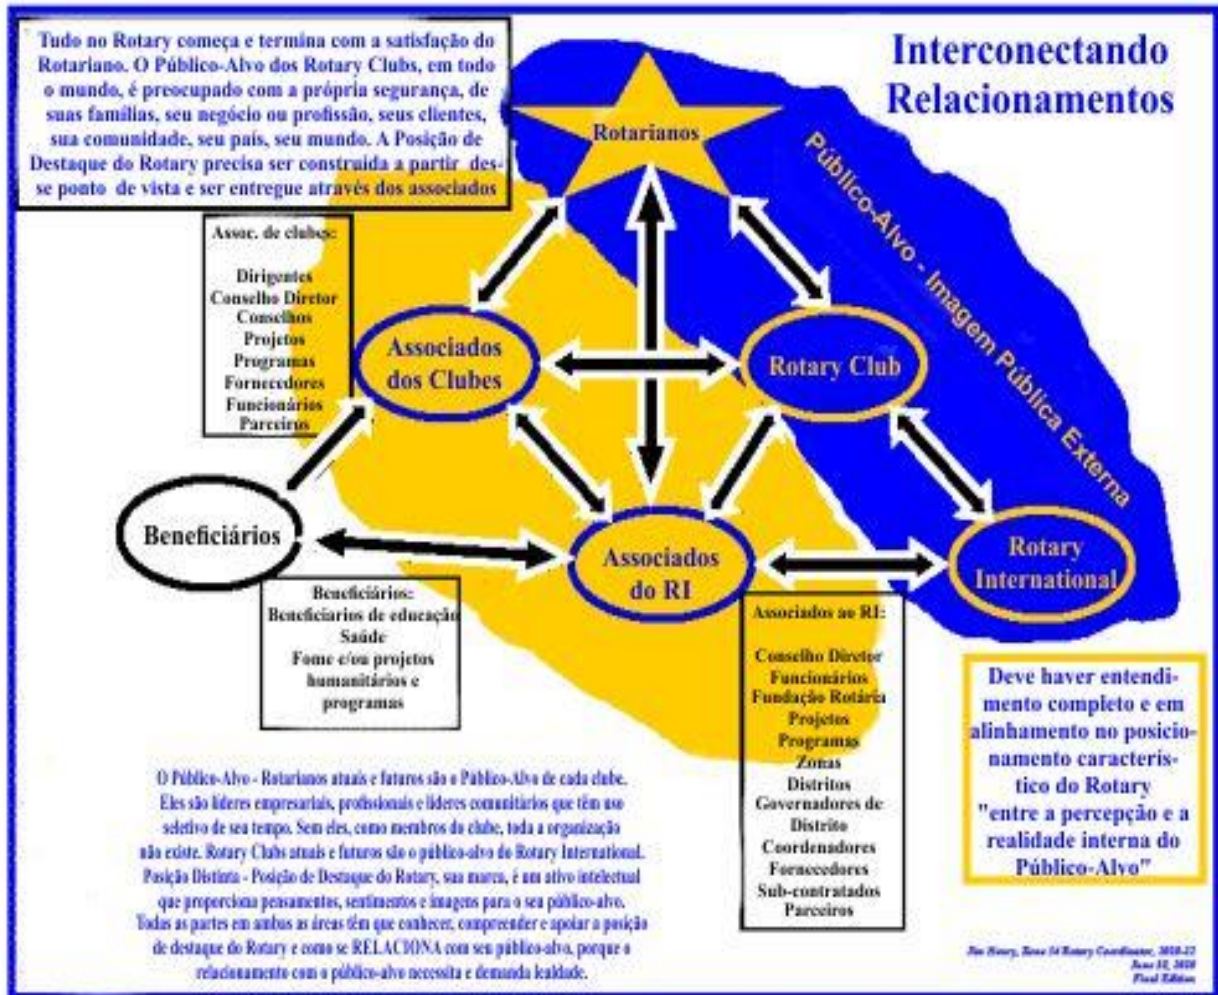 Tudo no Rotary começa e termina com a satisfação do
Rotariano. O Público-Alvo dos Rotary Clubs, em todo
o mundo, é preocupado com a própria segurança, de
suas famílias, seu negócio ou profissão, seus clientes,
sua comunidade, seu país, seu mundo. A Posição de
Destaque do Rotary precisa ser construída a partir des-
se ponto de vista e ser entregue através dos associados
Interconectando
Relacionamentos
Rotarianos
Público-Alvo - Imagem Pública Externa
Assoc. de clubes:
Dirigentes
Conselho Diretor
Conselhos
Projetos
Programas
Fornecedores
Funcionários
Parceiros
Associados
dos Clubes
Rotary Club
Beneficiários
Associados
do RI
Rotary
International
Beneficiários:
Beneficiarios de educação
Saúde
Fome e/ou projetos
humanitários e
programas
Associados ao RI:
Conselho Diretor
Funcionários
Fundação Rotária
Projetos
Programas
Zonas
Distritos
Governadores de
Distrito
Coordenadores
Fornecedores
Sub-contratados
Parceiros
Deve haver entendi-
mento completo e em
alinhamento no posicio-
namento caracterís-
tico do Rotary
"entre a percepção e a
realidade interna do
Público-Alvo"
O Público-Alvo - Rotarianos atuais e futuros são o Público-Alvo de cada clube.
Eles são líderes empresariais, profissionais e líderes comunitários que têm uso
seletivo de seu tempo. Sem eles, como membros do clube, toda a organização
não existe. Rotary Clubs atuais e futuros são o público-alvo do Rotary International.
Posição Distinta - Posição de Destaque do Rotary, sua marca, é um ativo intelectual
que proporciona pensamentos, sentimentos e imagens para o seu público-alvo.
Todas as partes em ambos as áreas têm que conhecer, compreender e apoiar a posição
de destaque do Rotary e como se RELACIONA com seu público-alvo, porque o
relacionamento com o público-alvo necessita e demanda lealdade.
Henry, Zone 34 Rotary Coordinator,
June
Final Edition